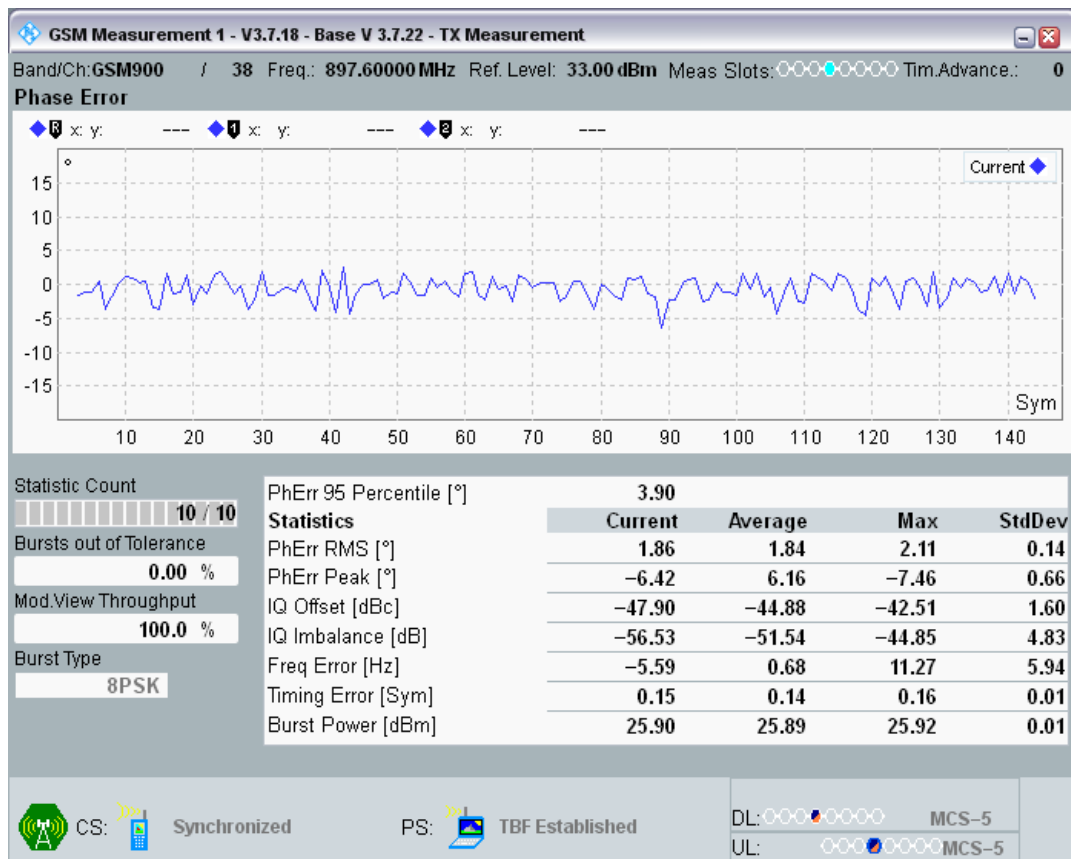 GSM Measurement 1 - V3.7.18 - Base V 3.7.22 - TX Measurement
Band/Ch:GSM900 / 38 Freq.: 897.60000 MHz Ref. Level: 33.00 dBm Meas Slots: Tim.Advance.: 0
Phase Error
R x: y: --- 1 x: y: --- 2 x: y: ---
°
Current
15
10
5
0
-5
-10
-15
Sym
10 20 30 40 50 60 70 80 90 100 110 120 130 140
Statistic Count
10 / 10
Bursts out of Tolerance
0.00 %
Mod.View Throughput
100.0 %
Burst Type
8PSK
PhErr 95 Percentile [°] 3.90
Statistics Current Average Max StdDev
PhErr RMS [°] 1.86 1.84 2.11 0.14
PhErr Peak [°] −6.42 6.16 −7.46 0.66
IQ Offset [dBc] −47.90 −44.88 −42.51 1.60
IQ Imbalance [dB] −56.53 −51.54 −44.85 4.83
Freq Error [Hz] −5.59 0.68 11.27 5.94
Timing Error [Sym] 0.15 0.14 0.16 0.01
Burst Power [dBm] 25.90 25.89 25.92 0.01
CS: Synchronized PS: TBF Established
DL: MCS−5
UL: MCS−5